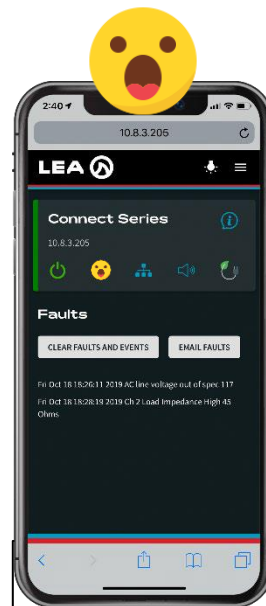 2:40
10.8.3.206
LEA
Connect Series
10.8.3.205
Faults
CLEAR FAULTS AND EVENTS
EMAIL FAULTS
Fri Oct 18 18:26:11 2019 AC line voltage out of spec 117
Fri Oct 18 18:28:19 2019 Ch 2 Load Impedance High 45
Ohms